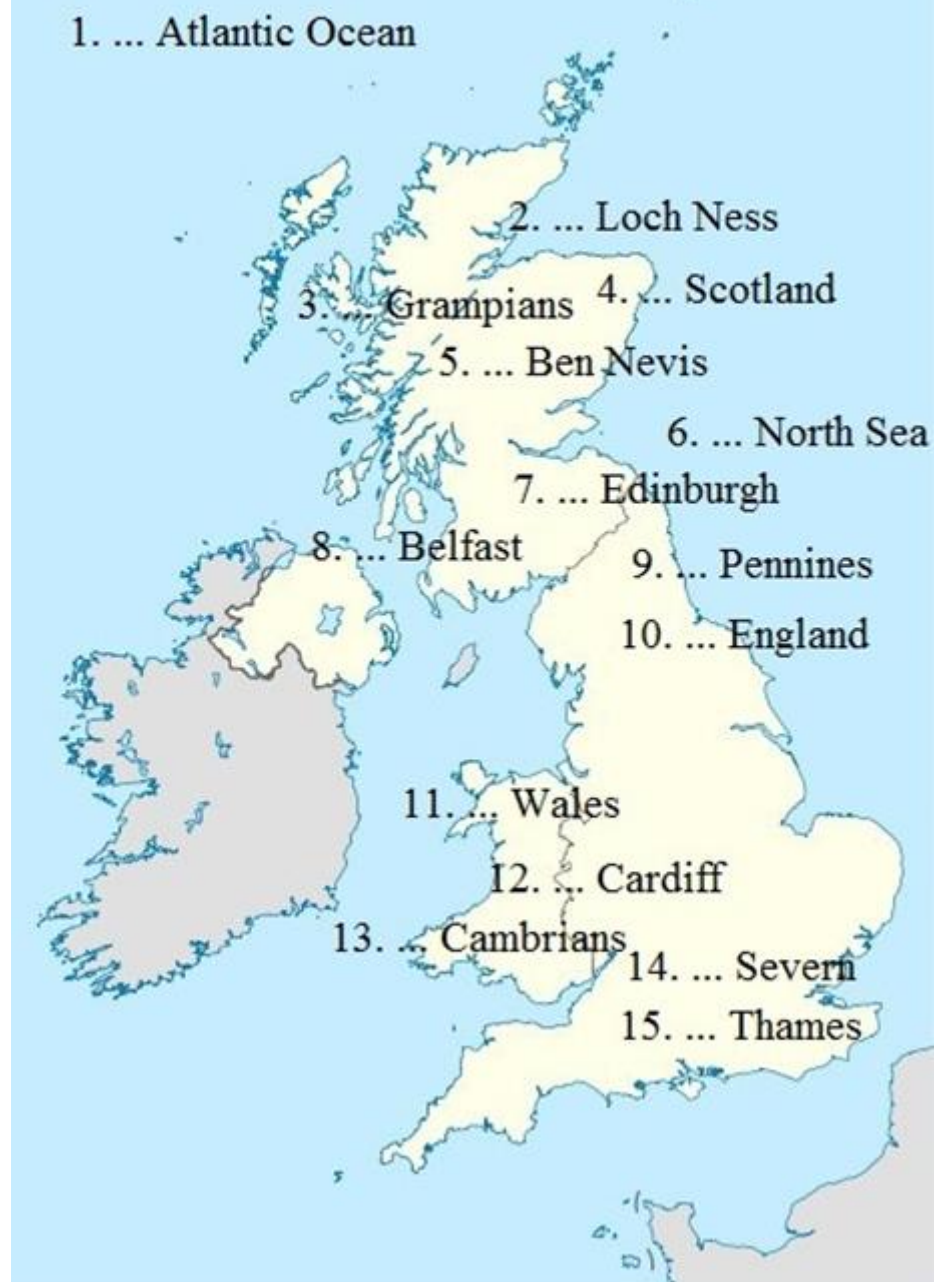 1. ... Atlantic Ocean
2. ... Loch Ness
3. ... Grampians
4. ... Scotland
5. ... Ben Nevis
6. ... North Sea
7. ... Edinburgh
8. ... Belfast
9. ... Pennines
10. ... England
11. ... Wales
12. ... Cardiff
13. ... Cambrians
14. ... Severn
15. ... Thames